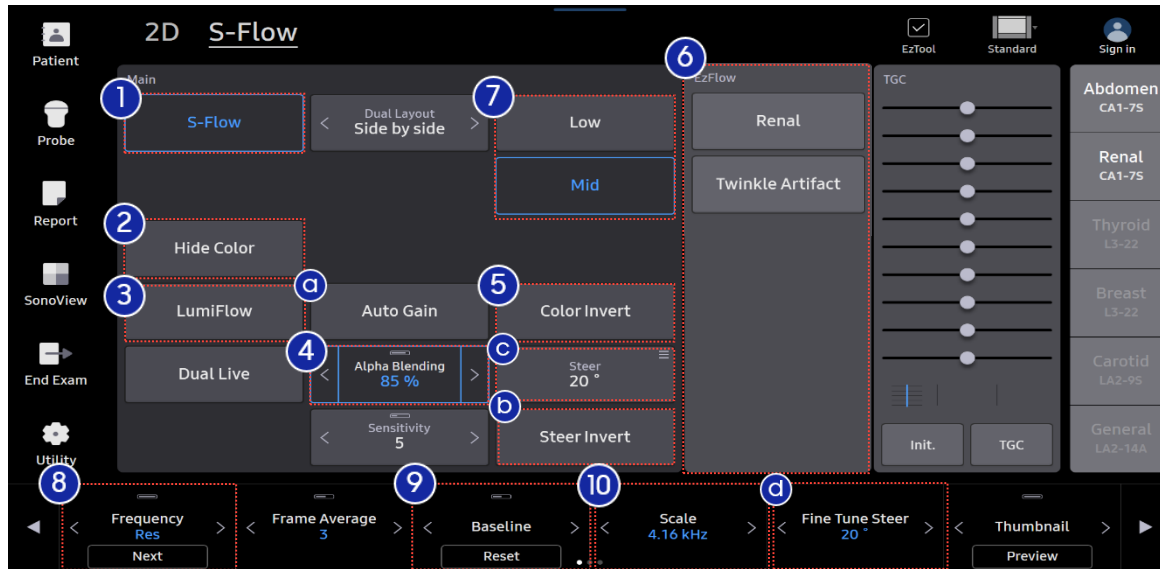 Patient
Probe
Report
SonoView
End Exam
Utility
2D S-Flow
EzTool
Standard
Sign in
Main
1
S-Flow
Dual Layout
Side by side
7
Low
Mid
2
Hide Color
3
LumiFlow
a
Auto Gain
5
Color Invert
Dual Live
4
Alpha Blending
85 %
c
Steer
20 °
Sensitivity
5
b
Steer Invert
6
EzFlow
Renal
Twinkle Artifact
TGC
Init.
TGC
Abdomen
CA1-7S
Renal
CA1-7S
Thyroid
L3-22
Breast
L3-22
Carotid
LA2-9S
General
LA2-14A
8
Frequency
Res
Next
Frame Average
3
9
Baseline
Reset
10
Scale
4.16 kHz
d
Fine Tune Steer
20 °
Thumbnail
Preview